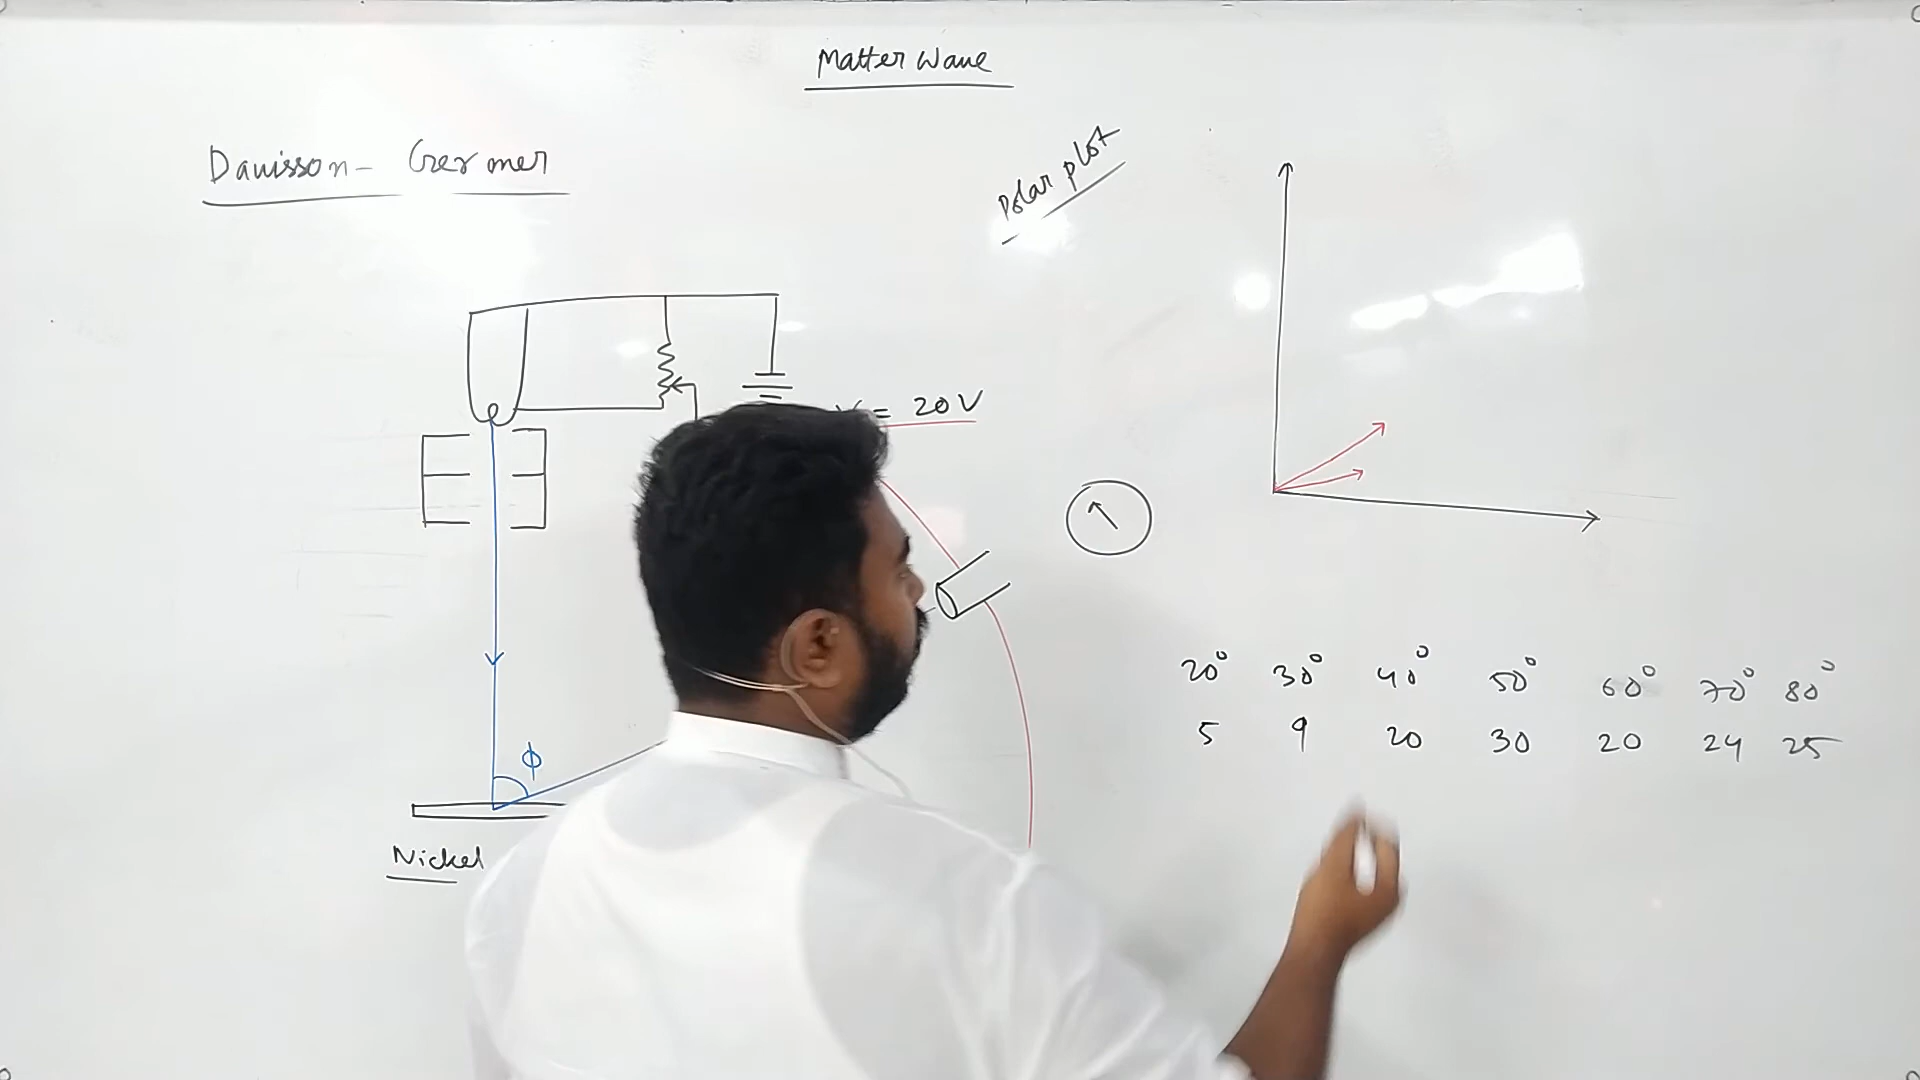 Matter Wave
Davisson- Germer
Polar plot
V = 20V
20° 30° 40° 50° 60° 70° 80°
5 9 20 30 20 24 25
ϕ
Nickel